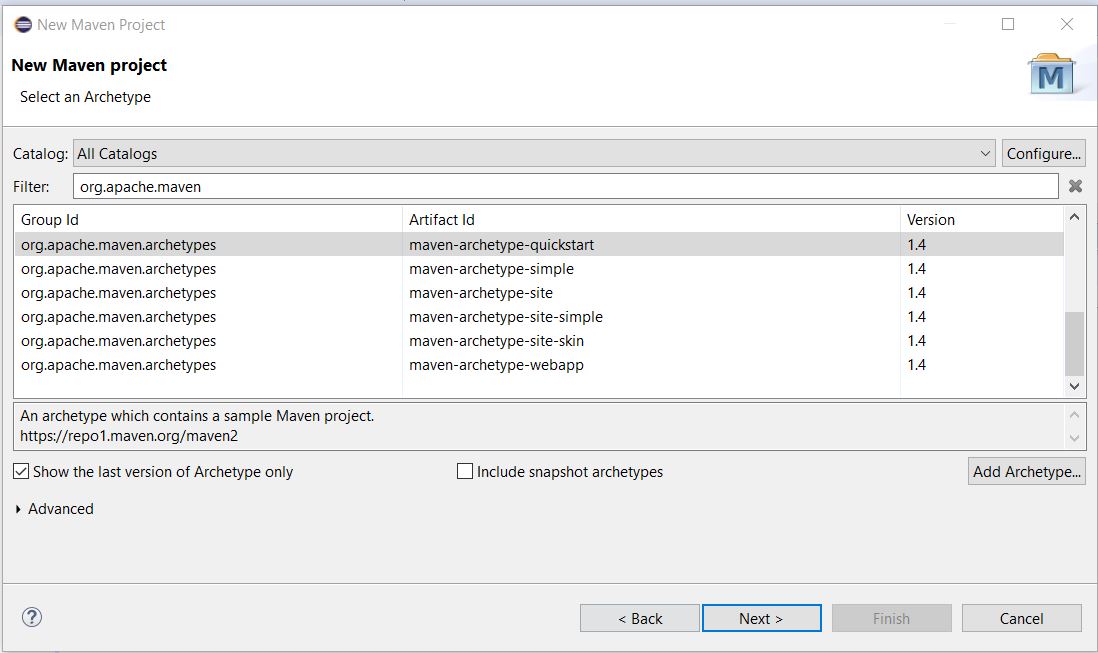 New Maven Project
New Maven project
Select an Archetype
M
Catalog: All Catalogs Configure...
Filter: org.apache.maven
Group Id Artifact Id Version
org.apache.maven.archetypes maven-archetype-quickstart 1.4
org.apache.maven.archetypes maven-archetype-simple 1.4
org.apache.maven.archetypes maven-archetype-site 1.4
org.apache.maven.archetypes maven-archetype-site-simple 1.4
org.apache.maven.archetypes maven-archetype-site-skin 1.4
org.apache.maven.archetypes maven-archetype-webapp 1.4
An archetype which contains a sample Maven project.
https://repo1.maven.org/maven2
Show the last version of Archetype only Include snapshot archetypes Add Archetype...
Advanced
? < Back Next > Finish Cancel